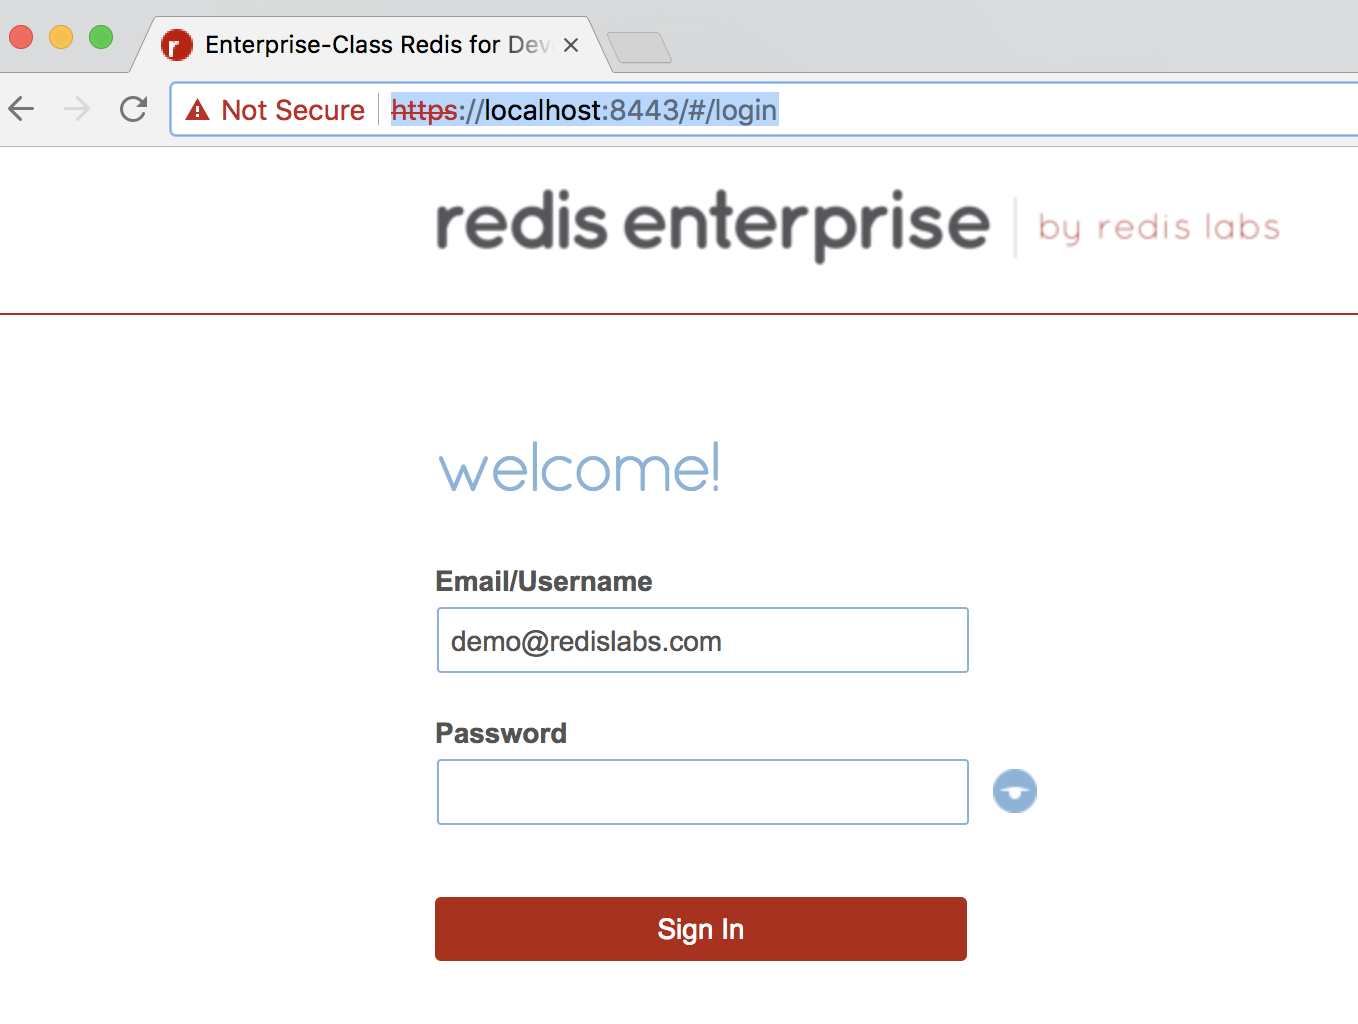 Enterprise-Class Redis for Dev
Not Secure https://localhost:8443/#/login
redis enterprise by redis labs
welcome!
Email/Username
demo@redislabs.com
Password
Sign In